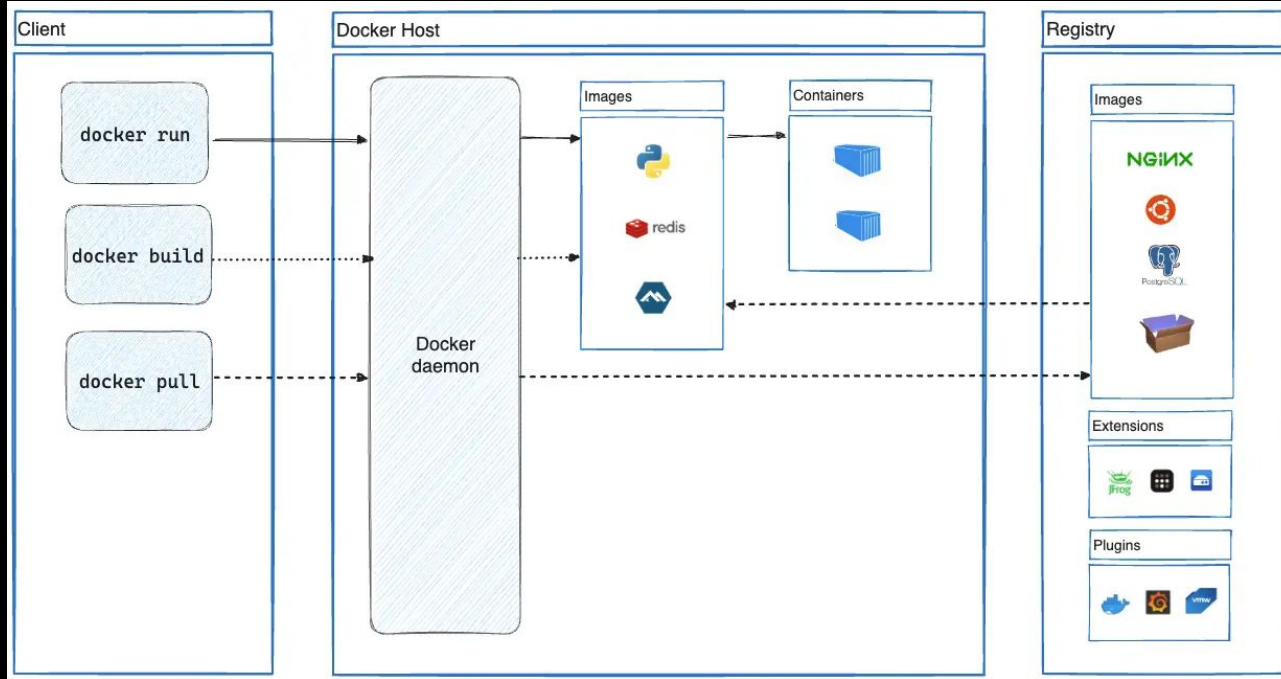 Client
docker run
docker build
docker pull
Docker Host
Docker
daemon
Images
redis
Containers
Registry
Images
NGINX
PostgreSQL
Extensions
JFrog
Plugins
vmw